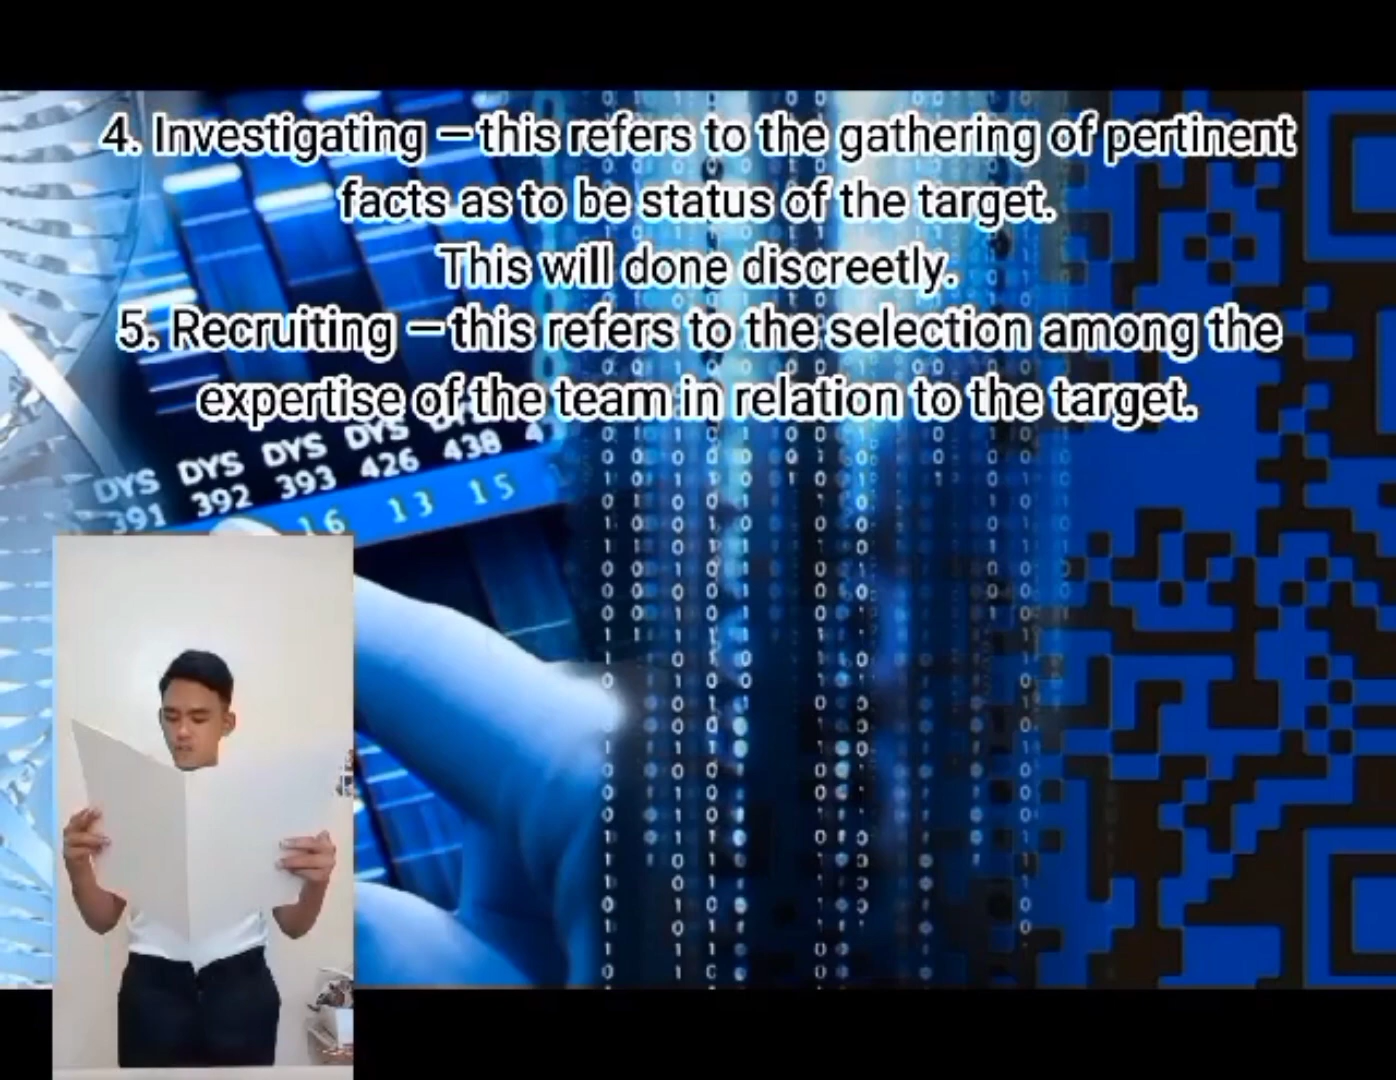 4. Investigating – this refers to the gathering of pertinent
facts as to be status of the target.
This will done discreetly.
5. Recruiting – this refers to the selection among the
expertise of the team in relation to the target.
DYS DYS DYS DYS
391 392 393 426 438
16 13 15